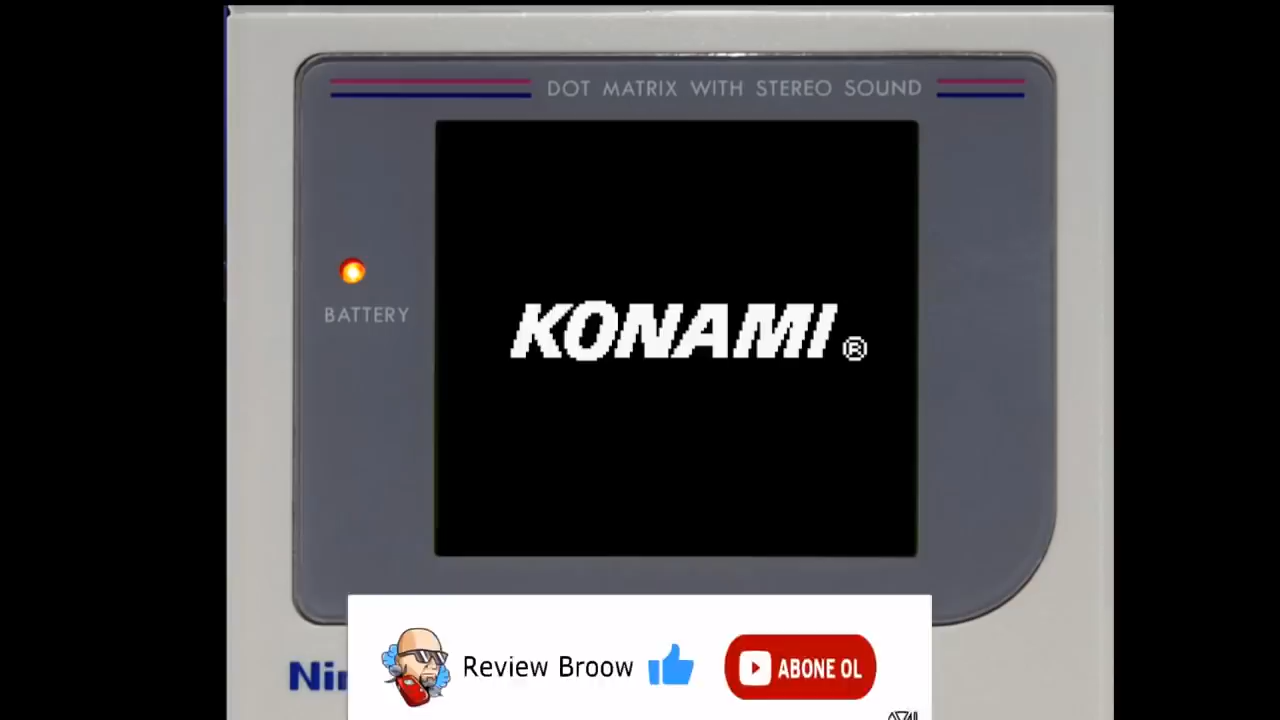 DOT MATRIX WITH STEREO SOUND
KONAMI ®
BATTERY
Review Broow
ABONE OL